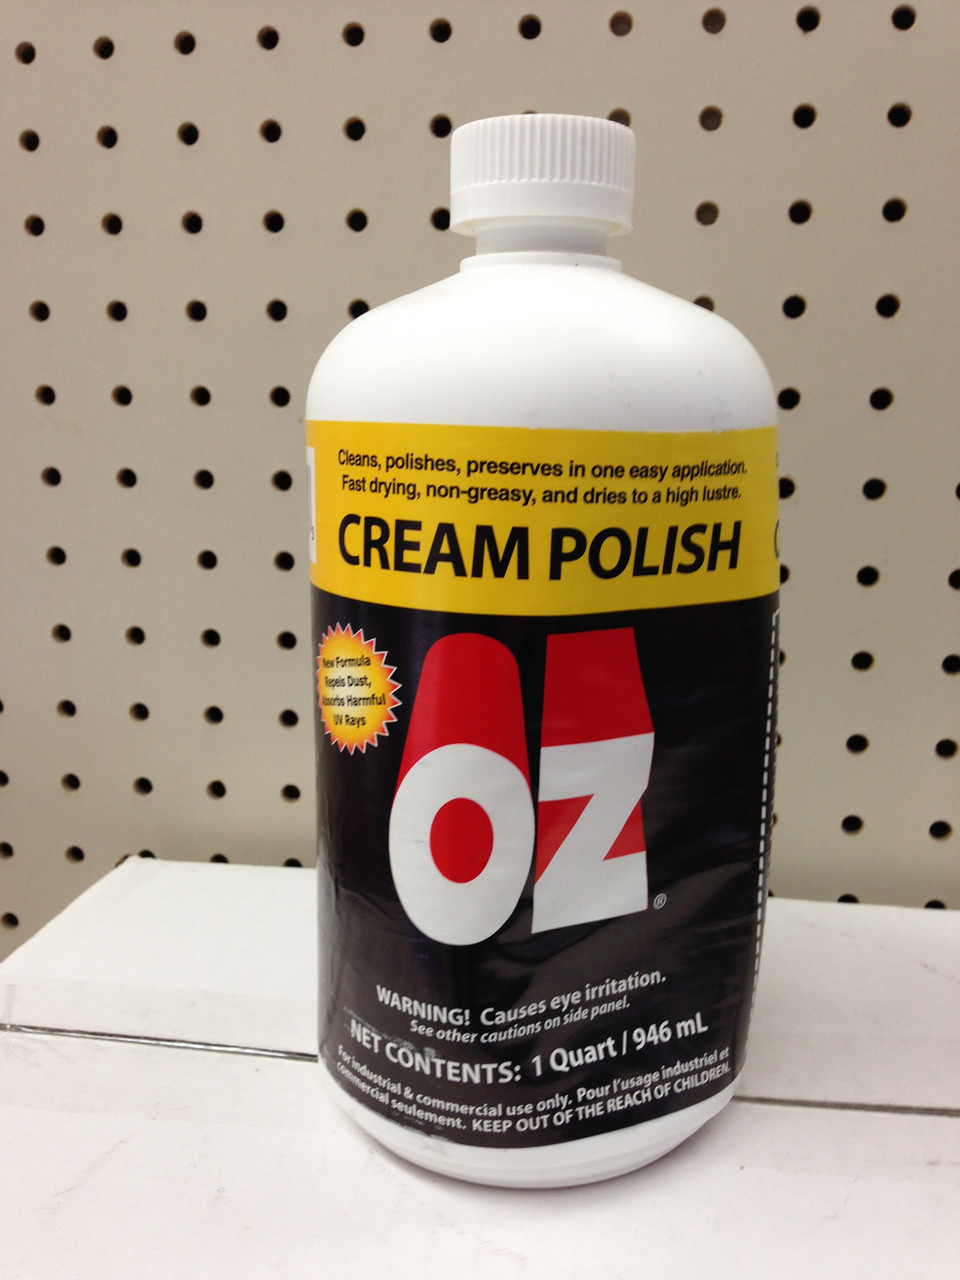 Cleans, polishes, preserves in one easy application.
Fast drying, non-greasy, and dries to a high lustre.
CREAM POLISH
New Formula
Repels Dust,
Absorbs Harmful
UV Rays
OZ®
WARNING! Causes eye irritation.
See other cautions on side panel.
NET CONTENTS: 1 Quart / 946 mL
For industrial & commercial use only. Pour l'usage industriel et
commercial seulement. KEEP OUT OF THE REACH OF CHILDREN.